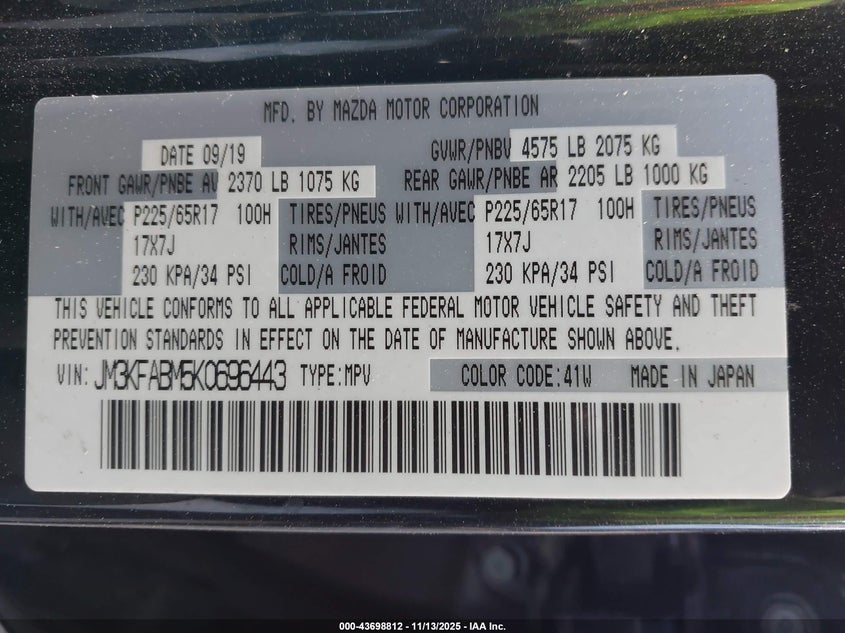 MFD. BY MAZDA MOTOR CORPORATION
DATE 09/19 GVWR/PNBV 4575 LB 2075 KG
FRONT GAWR/PNBE AV 2370 LB 1075 KG REAR GAWR/PNBE AR 2205 LB 1000 KG
WITH/AVEC P225/65R17 100H TIRES/PNEUS WITH/AVEC P225/65R17 100H TIRES/PNEUS
17X7J RIMS/JANTES 17X7J RIMS/JANTES
230 KPA/34 PSI COLD/A FROID 230 KPA/34 PSI COLD/A FROID
THIS VEHICLE CONFORMS TO ALL APPLICABLE FEDERAL MOTOR VEHICLE SAFETY AND THEFT
PREVENTION STANDARDS IN EFFECT ON THE DATE OF MANUFACTURE SHOWN ABOVE.
VIN: JM3KFABM5K0696443 TYPE:MPV COLOR CODE:41W MADE IN JAPAN
000-43698812 - 11/13/2025 - IAA Inc.